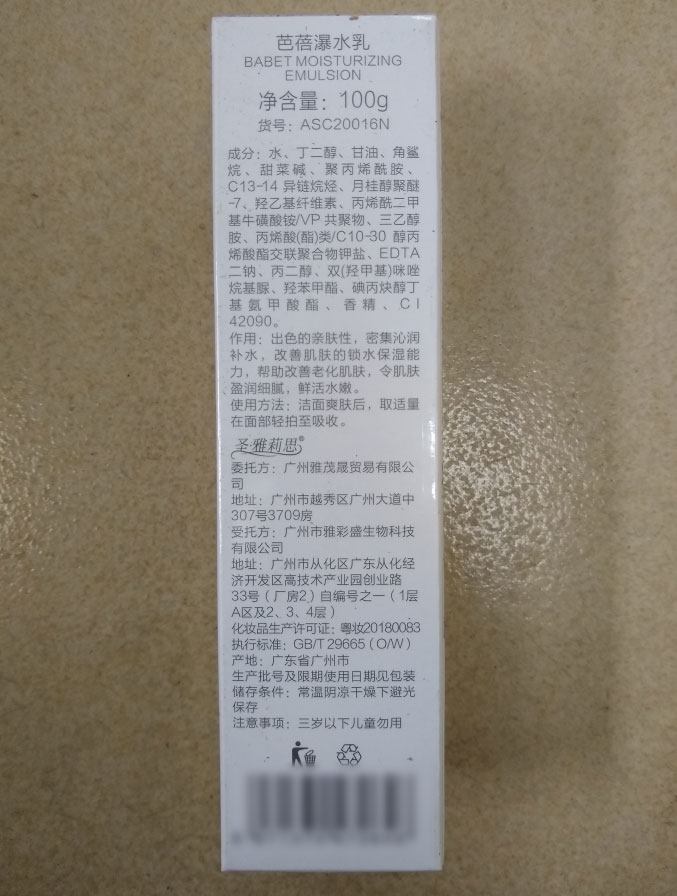 芭蓓瀑水乳
BABET MOISTURIZING
EMULSION
净含量：100g
货号：ASC20016N
成分：水、丁二醇、甘油、角鲨
烷、甜菜碱、聚丙烯酰胺、
C13-14 异链烷烃、月桂醇聚醚
-7、羟乙基纤维素、丙烯酰二甲
基牛磺酸铵/VP 共聚物、三乙醇
胺、丙烯酸(酯)类/C10-30 醇丙
烯酸酯交联聚合物钾盐、EDTA
二钠、丙二醇、双(羟甲基)咪唑
烷基脲、羟苯甲酯、碘丙炔醇丁
基氨甲酸酯、香精、CI
42090。
作用：出色的亲肤性，密集沁润
补水，改善肌肤的锁水保湿能
力，帮助改善老化肌肤，令肌肤
盈润细腻，鲜活水嫩。
使用方法：洁面爽肤后，取适量
在面部轻拍至吸收。
圣·雅莉思®
委托方：广州雅茂晟贸易有限公
司
地址：广州市越秀区广州大道中
307号3709房
受托方：广州市雅彩盛生物科技
有限公司
地址：广州市从化区广东从化经
济开发区高技术产业园创业路
33号（厂房2）自编号之一（1层
A区及2、3、4层）
化妆品生产许可证：粤妆20180083
执行标准：GB/T 29665（O/W）
产地：广东省广州市
生产批号及限期使用日期见包装
储存条件：常温阴凉干燥下避光
保存
注意事项：三岁以下儿童勿用